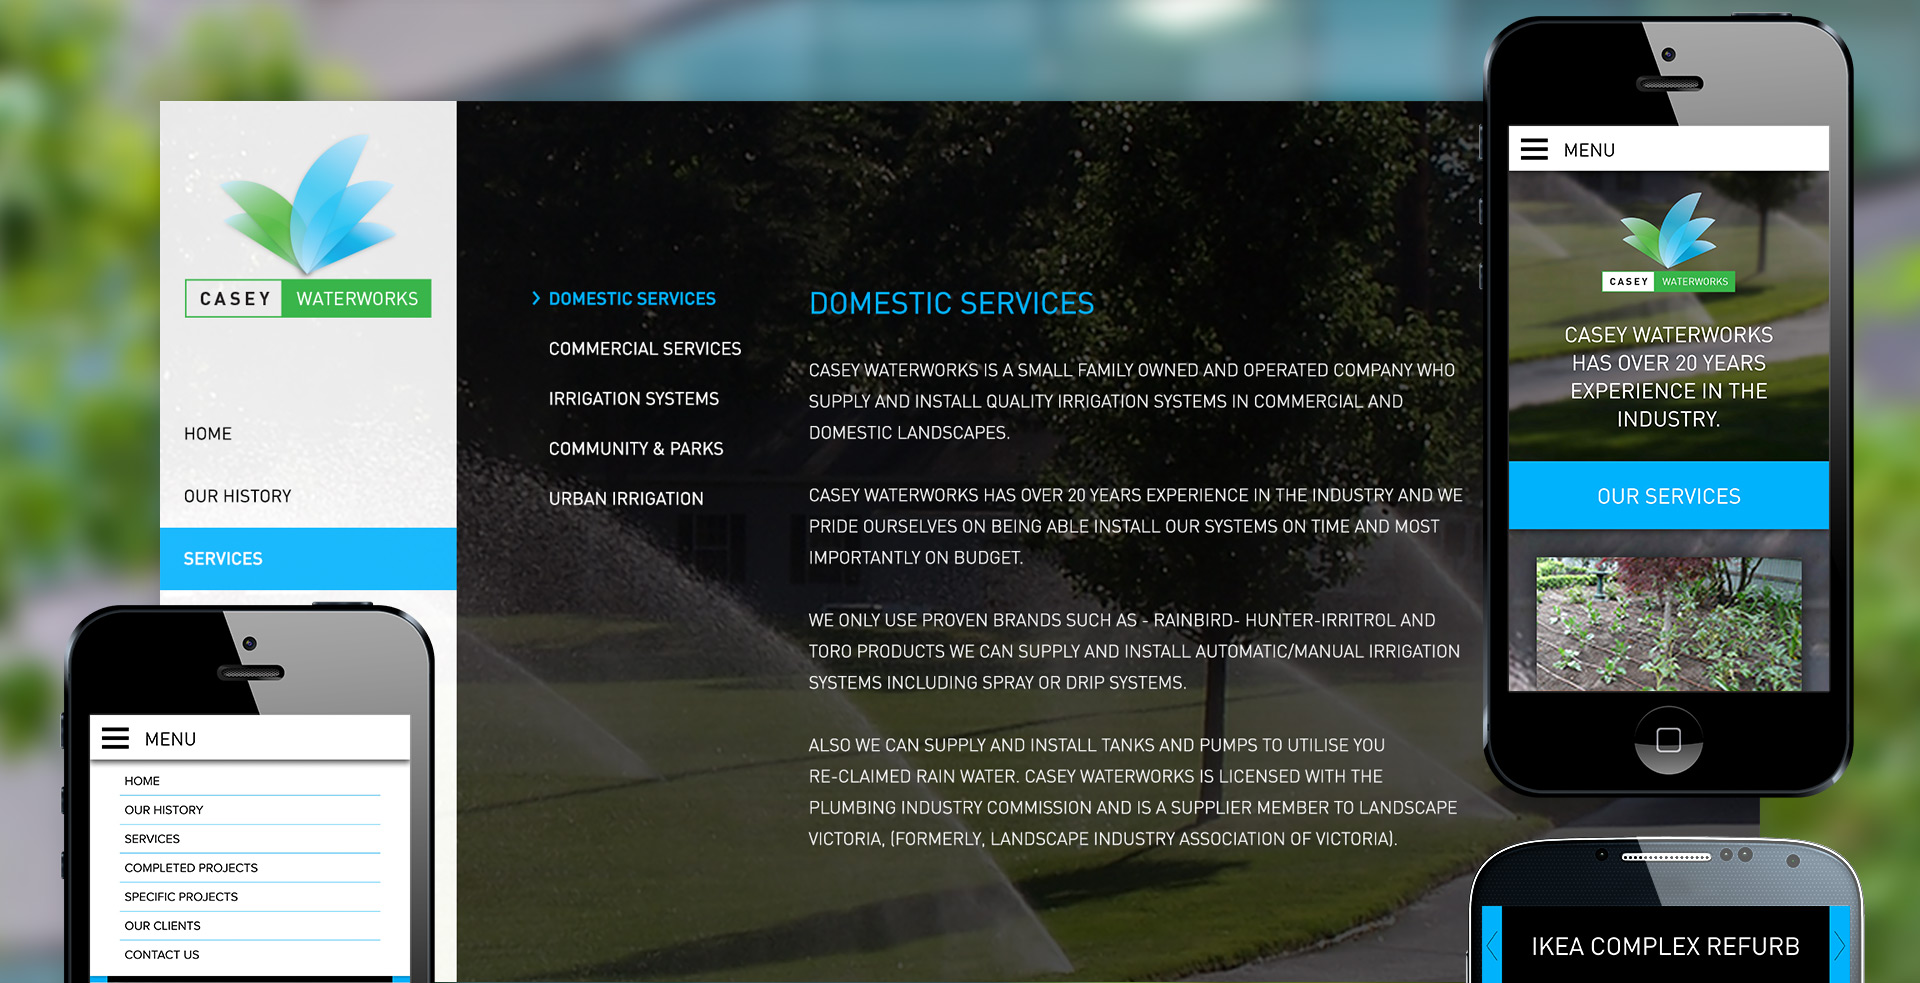 CASEY WATERWORKS
HOME
OUR HISTORY
SERVICES
DOMESTIC SERVICES
COMMERCIAL SERVICES
IRRIGATION SYSTEMS
COMMUNITY & PARKS
URBAN IRRIGATION
DOMESTIC SERVICES
CASEY WATERWORKS IS A SMALL FAMILY OWNED AND OPERATED COMPANY WHO
SUPPLY AND INSTALL QUALITY IRRIGATION SYSTEMS IN COMMERCIAL AND
DOMESTIC LANDSCAPES.
CASEY WATERWORKS HAS OVER 20 YEARS EXPERIENCE IN THE INDUSTRY AND WE
PRIDE OURSELVES ON BEING ABLE INSTALL OUR SYSTEMS ON TIME AND MOST
IMPORTANTLY ON BUDGET.
WE ONLY USE PROVEN BRANDS SUCH AS - RAINBIRD- HUNTER-IRRITROL AND
TORO PRODUCTS WE CAN SUPPLY AND INSTALL AUTOMATIC/MANUAL IRRIGATION
SYSTEMS INCLUDING SPRAY OR DRIP SYSTEMS.
ALSO WE CAN SUPPLY AND INSTALL TANKS AND PUMPS TO UTILISE YOU
RE-CLAIMED RAIN WATER. CASEY WATERWORKS IS LICENSED WITH THE
PLUMBING INDUSTRY COMMISSION AND IS A SUPPLIER MEMBER TO LANDSCAPE
VICTORIA, (FORMERLY, LANDSCAPE INDUSTRY ASSOCIATION OF VICTORIA).
MENU
CASEY WATERWORKS
CASEY WATERWORKS
HAS OVER 20 YEARS
EXPERIENCE IN THE
INDUSTRY.
OUR SERVICES
MENU
HOME
OUR HISTORY
SERVICES
COMPLETED PROJECTS
SPECIFIC PROJECTS
OUR CLIENTS
CONTACT US
IKEA COMPLEX REFURB